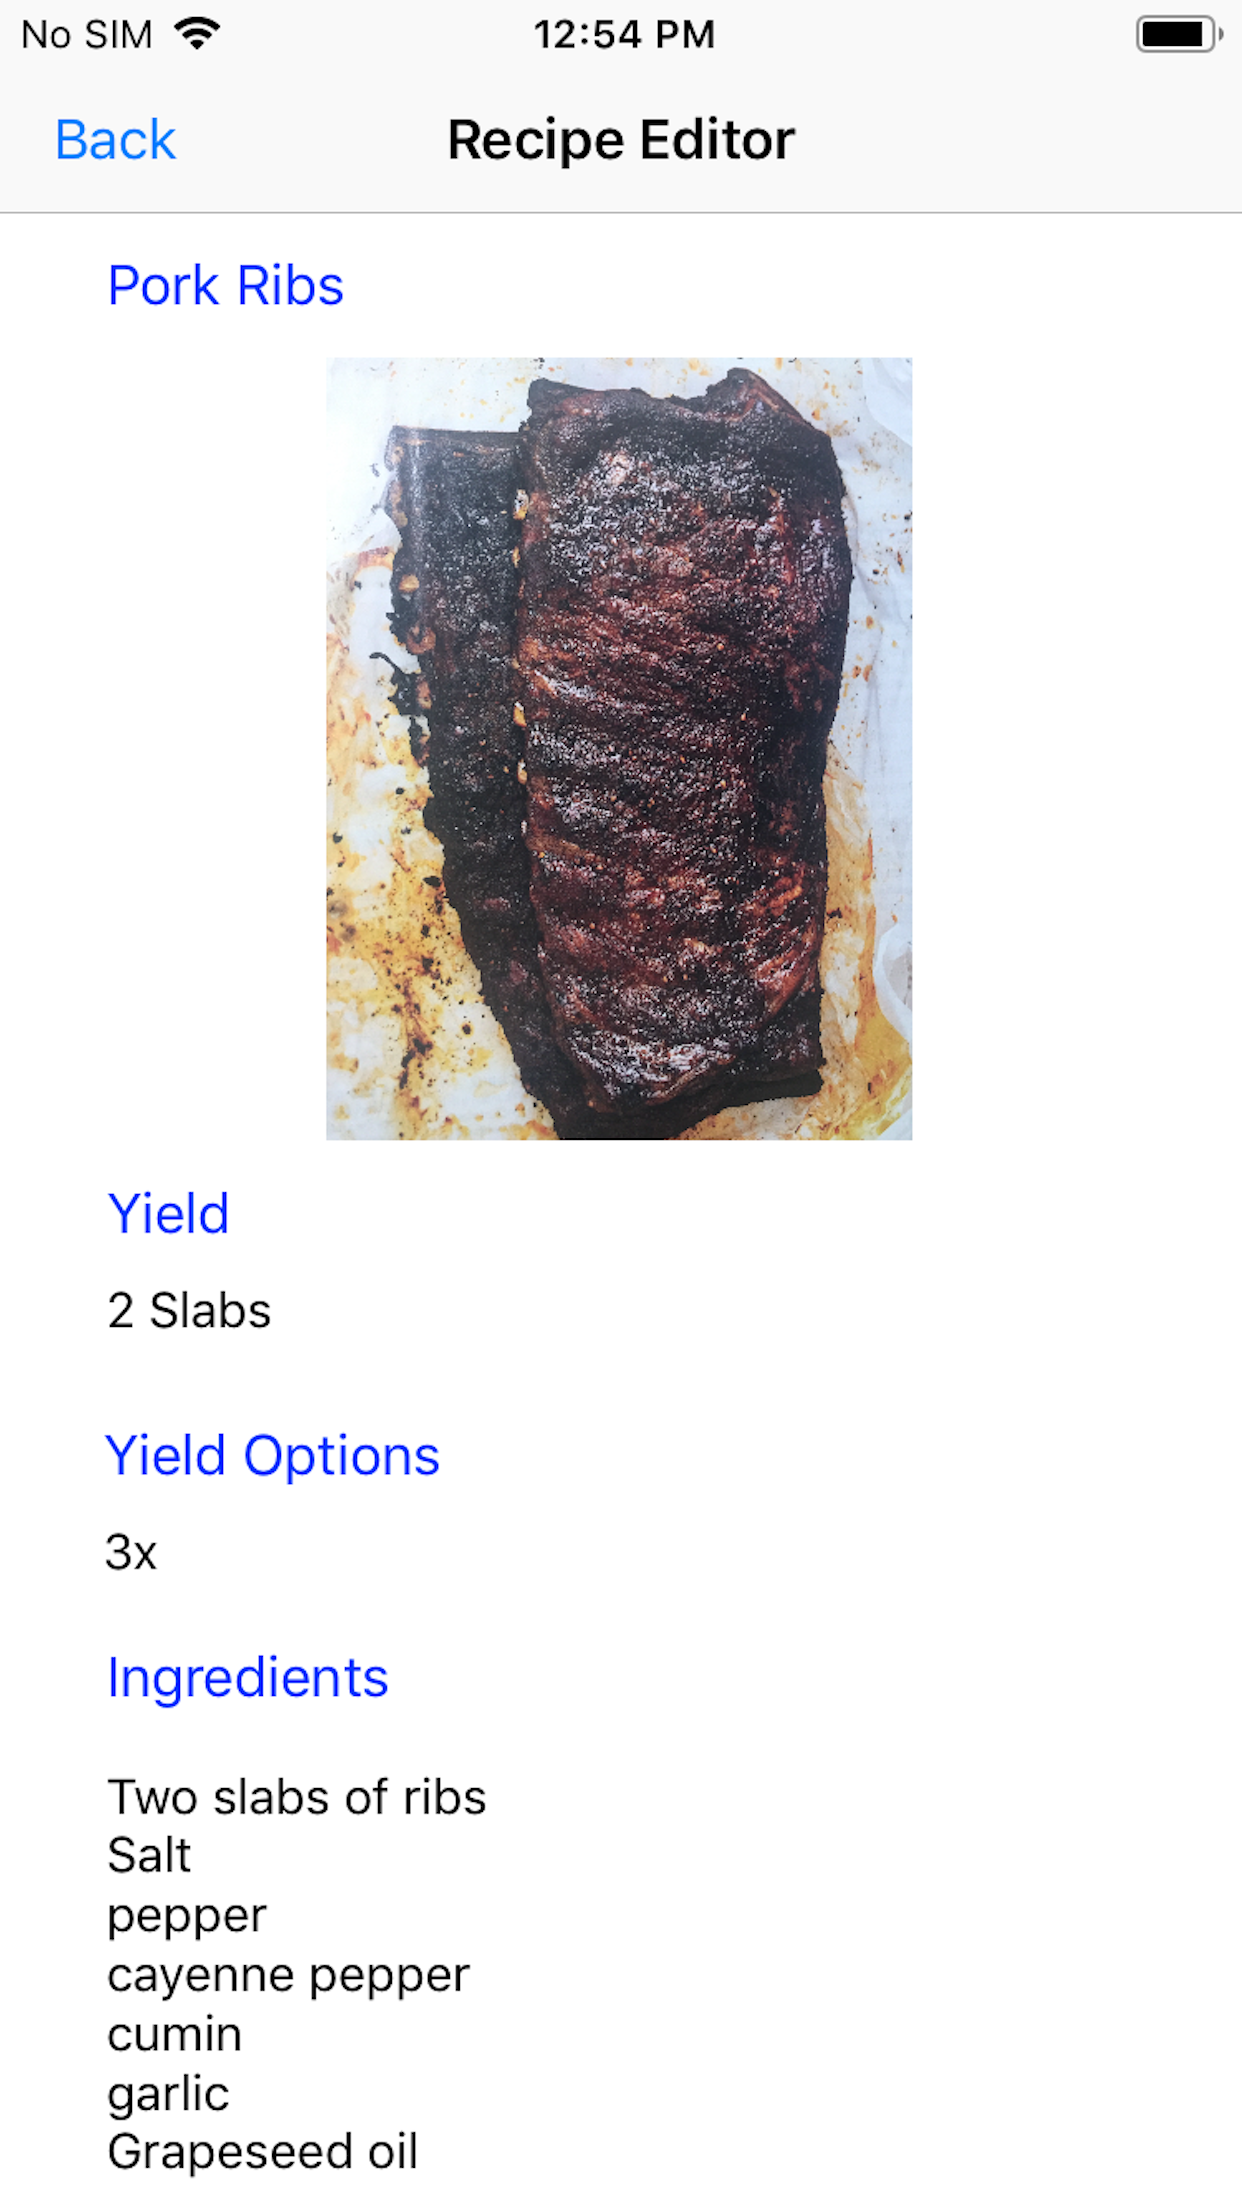 No SIM 12:54 PM
Back Recipe Editor
Pork Ribs
Yield
2 Slabs
Yield Options
3x
Ingredients
Two slabs of ribs
Salt
pepper
cayenne pepper
cumin
garlic
Grapeseed oil